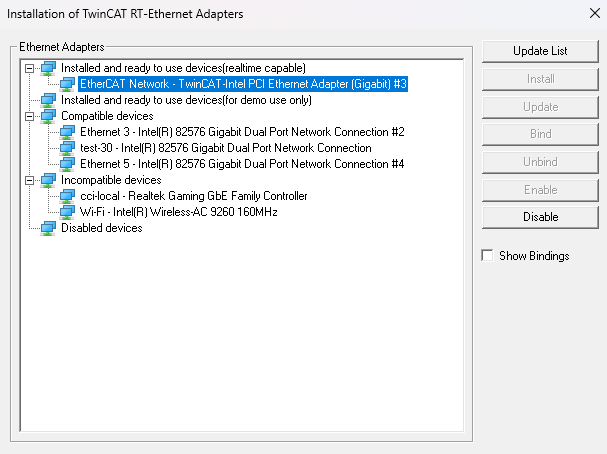 Installation of TwinCAT RT-Ethernet Adapters
Ethernet Adapters
Installed and ready to use devices(realtime capable)
EtherCAT Network - TwinCAT-Intel PCI Ethernet Adapter (Gigabit) #3
Installed and ready to use devices(for demo use only)
Compatible devices
Ethernet 3 - Intel(R) 82576 Gigabit Dual Port Network Connection #2
test-30 - Intel(R) 82576 Gigabit Dual Port Network Connection
Ethernet 5 - Intel(R) 82576 Gigabit Dual Port Network Connection #4
Incompatible devices
cci-local - Realtek Gaming GbE Family Controller
Wi-Fi - Intel(R) Wireless-AC 9260 160MHz
Disabled devices
Update List
Install
Update
Bind
Unbind
Enable
Disable
Show Bindings